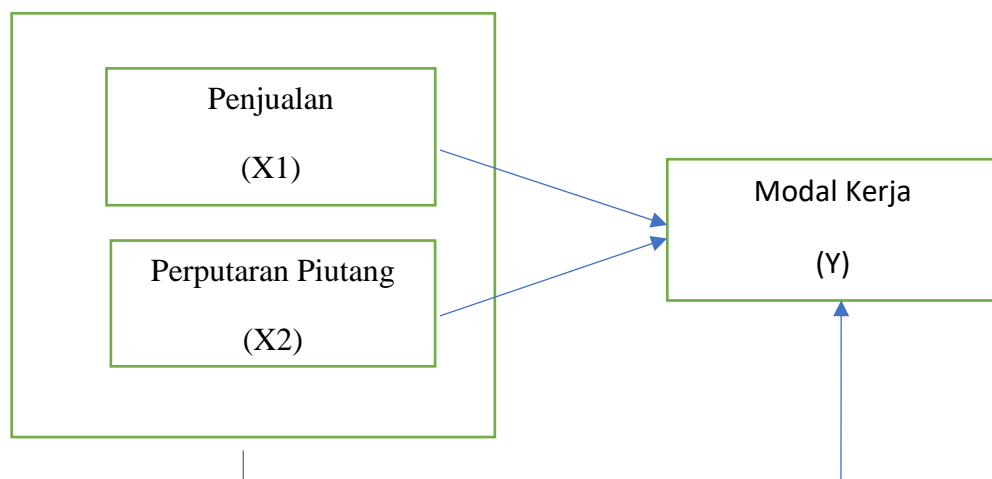 Penjualan
(X1)
Perputaran Piutang
(X2)
Modal Kerja
(Y)